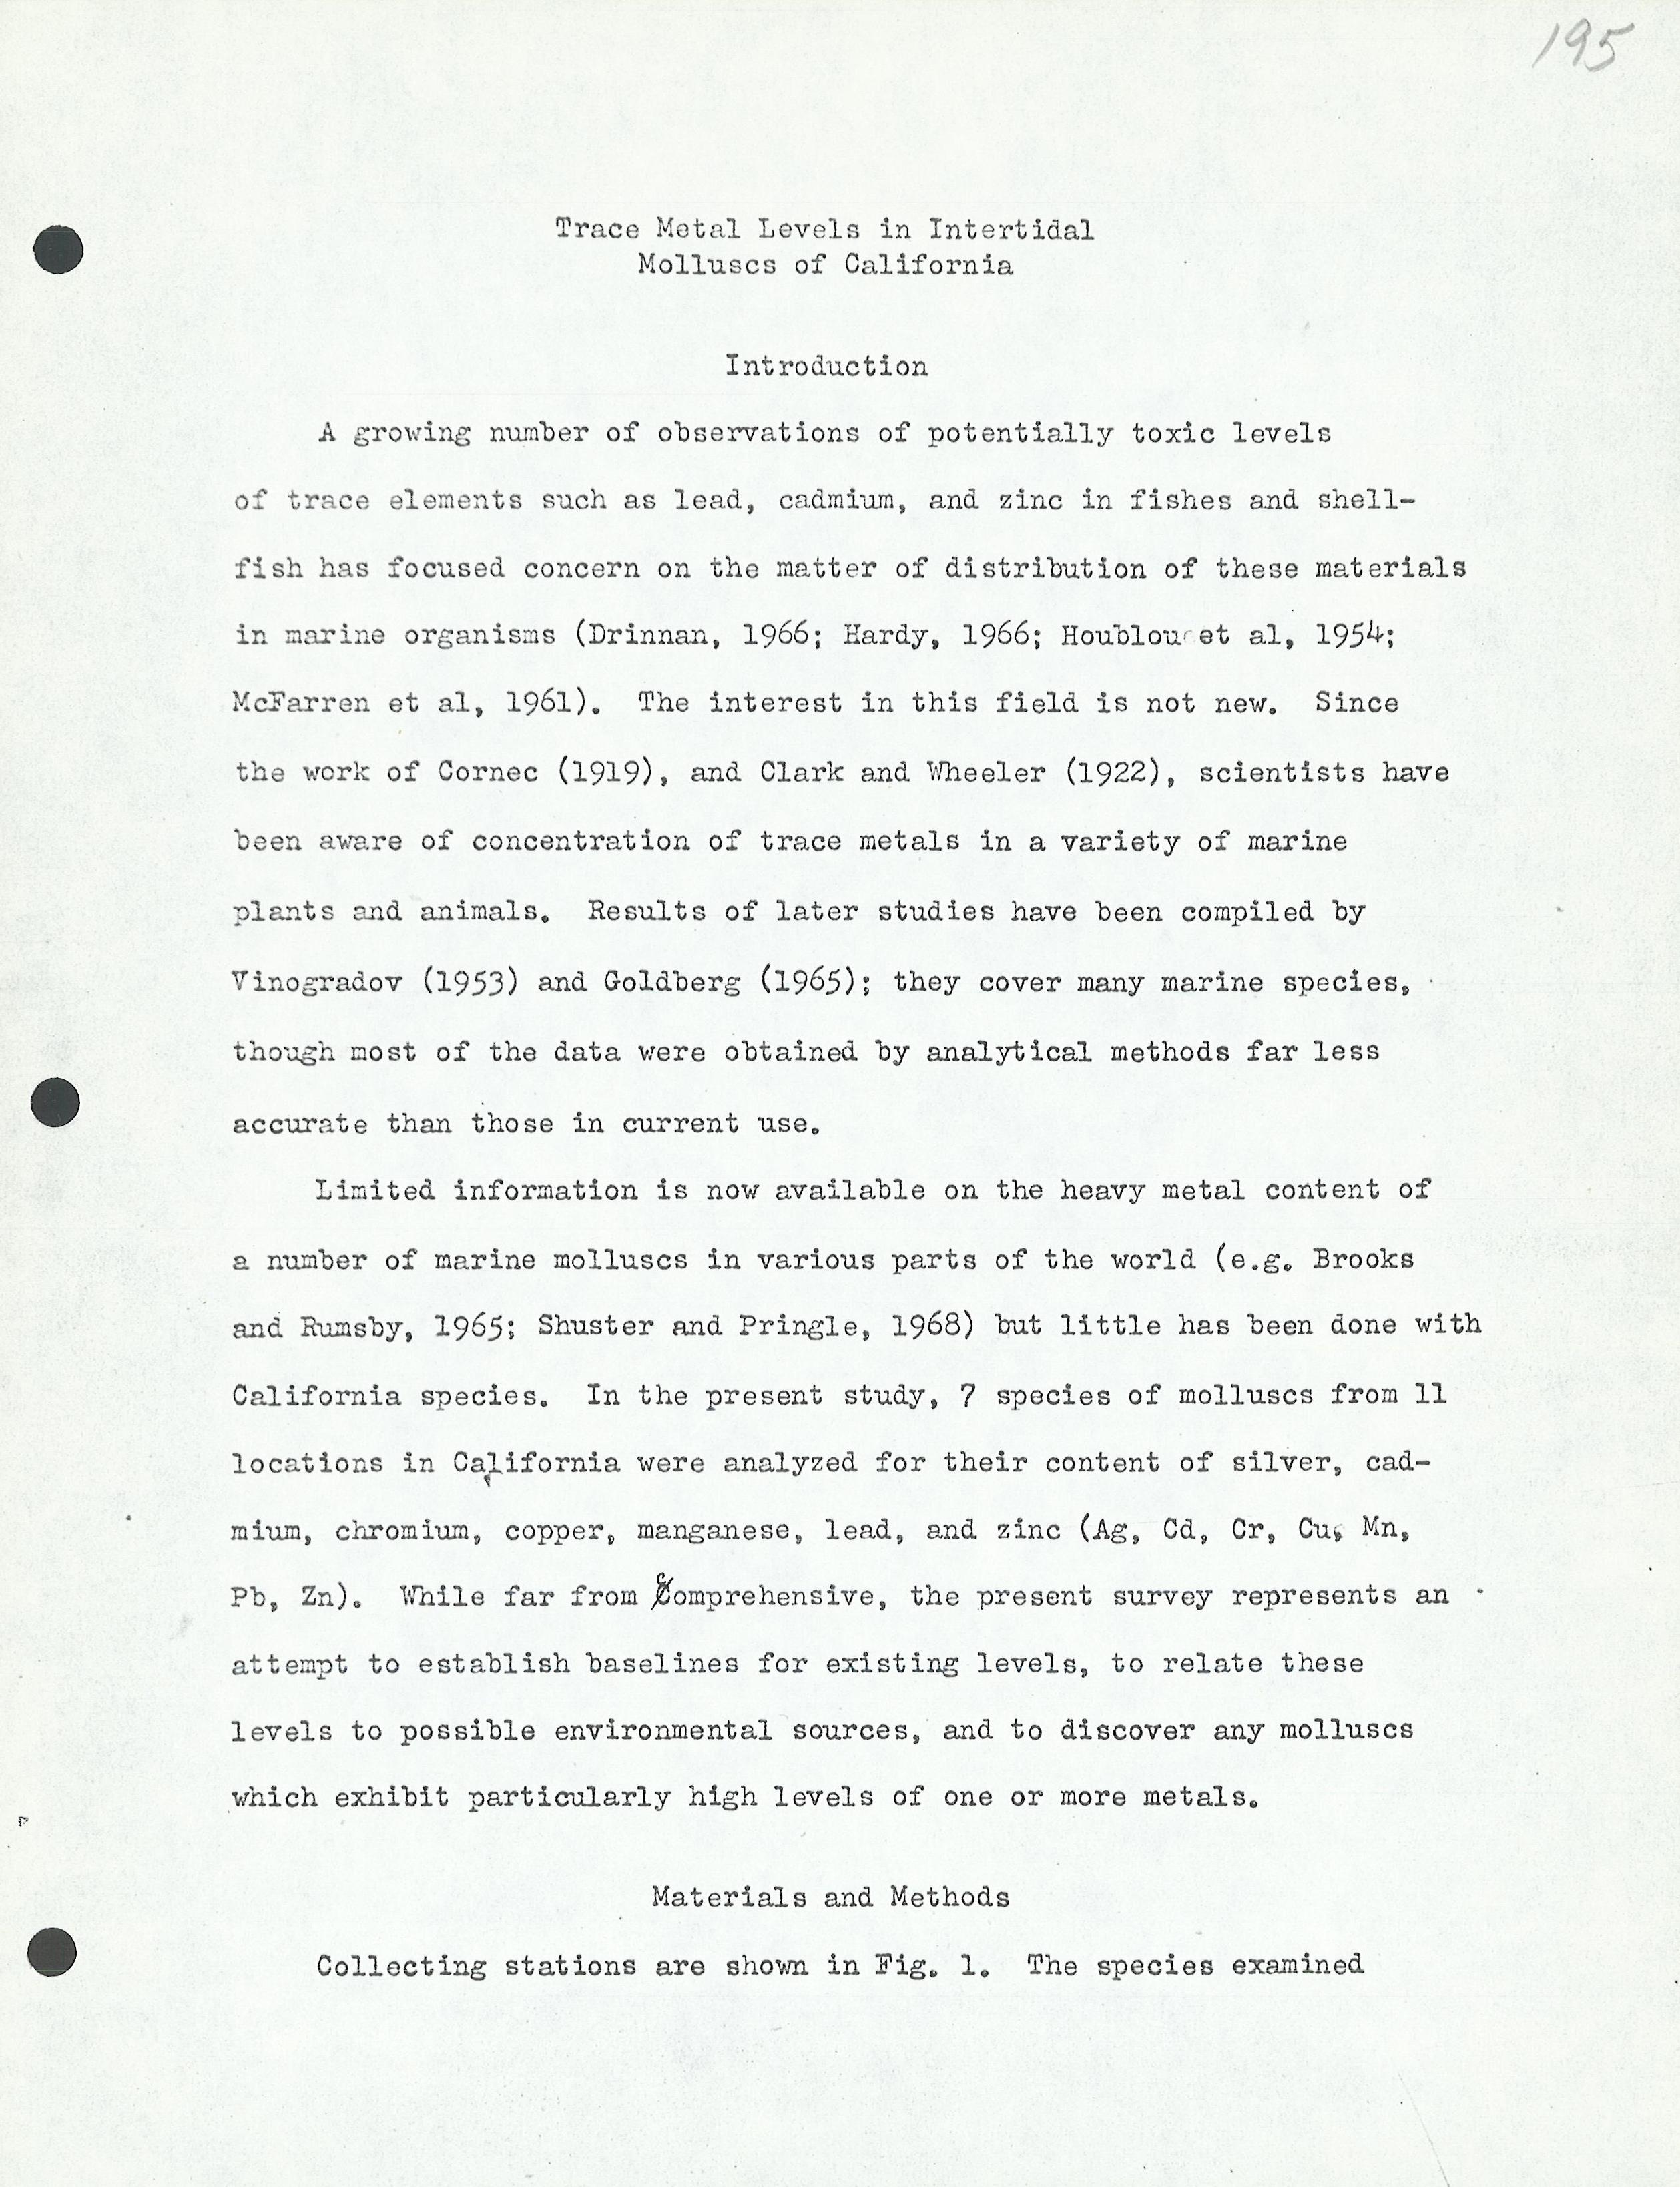 195
Trace Metal Levels in Intertidal
Molluscs of California
Introduction
A growing number of observations of potentially toxic levels
of trace elements such as lead, cadmium, and zinc in fishes and shell-
fish has focused concern on the matter of distribution of these materials
in marine organisms (Drinnan, 1966; Hardy, 1966; Houblou et al, 1954;
McFarren et al, 1961). The interest in this field is not new. Since
the work of Cornec (1919), and Clark and Wheeler (1922), scientists have
been aware of concentration of trace metals in a variety of marine
plants and animals. Results of later studies have been compiled by
Vinogradov (1953) and Goldberg (1965); they cover many marine species,
though most of the data were obtained by analytical methods far less
accurate than those in current use.
Limited information is now available on the heavy metal content of
a number of marine molluscs in various parts of the world (e.g. Brooks
and Rumsby, 1965; Shuster and Pringle, 1968) but little has been done with
California species. In the present study, 7 species of molluscs from 11
locations in California were analyzed for their content of silver, cad-
mium, chromium, copper, manganese, lead, and zinc (Ag, Cd, Cr, Cu, Mn,
Pb, Zn). While far from comprehensive, the present survey represents an
attempt to establish baselines for existing levels, to relate these
levels to possible environmental sources, and to discover any molluscs
which exhibit particularly high levels of one or more metals.
Materials and Methods
Collecting stations are shown in Fig. 1. The species examined